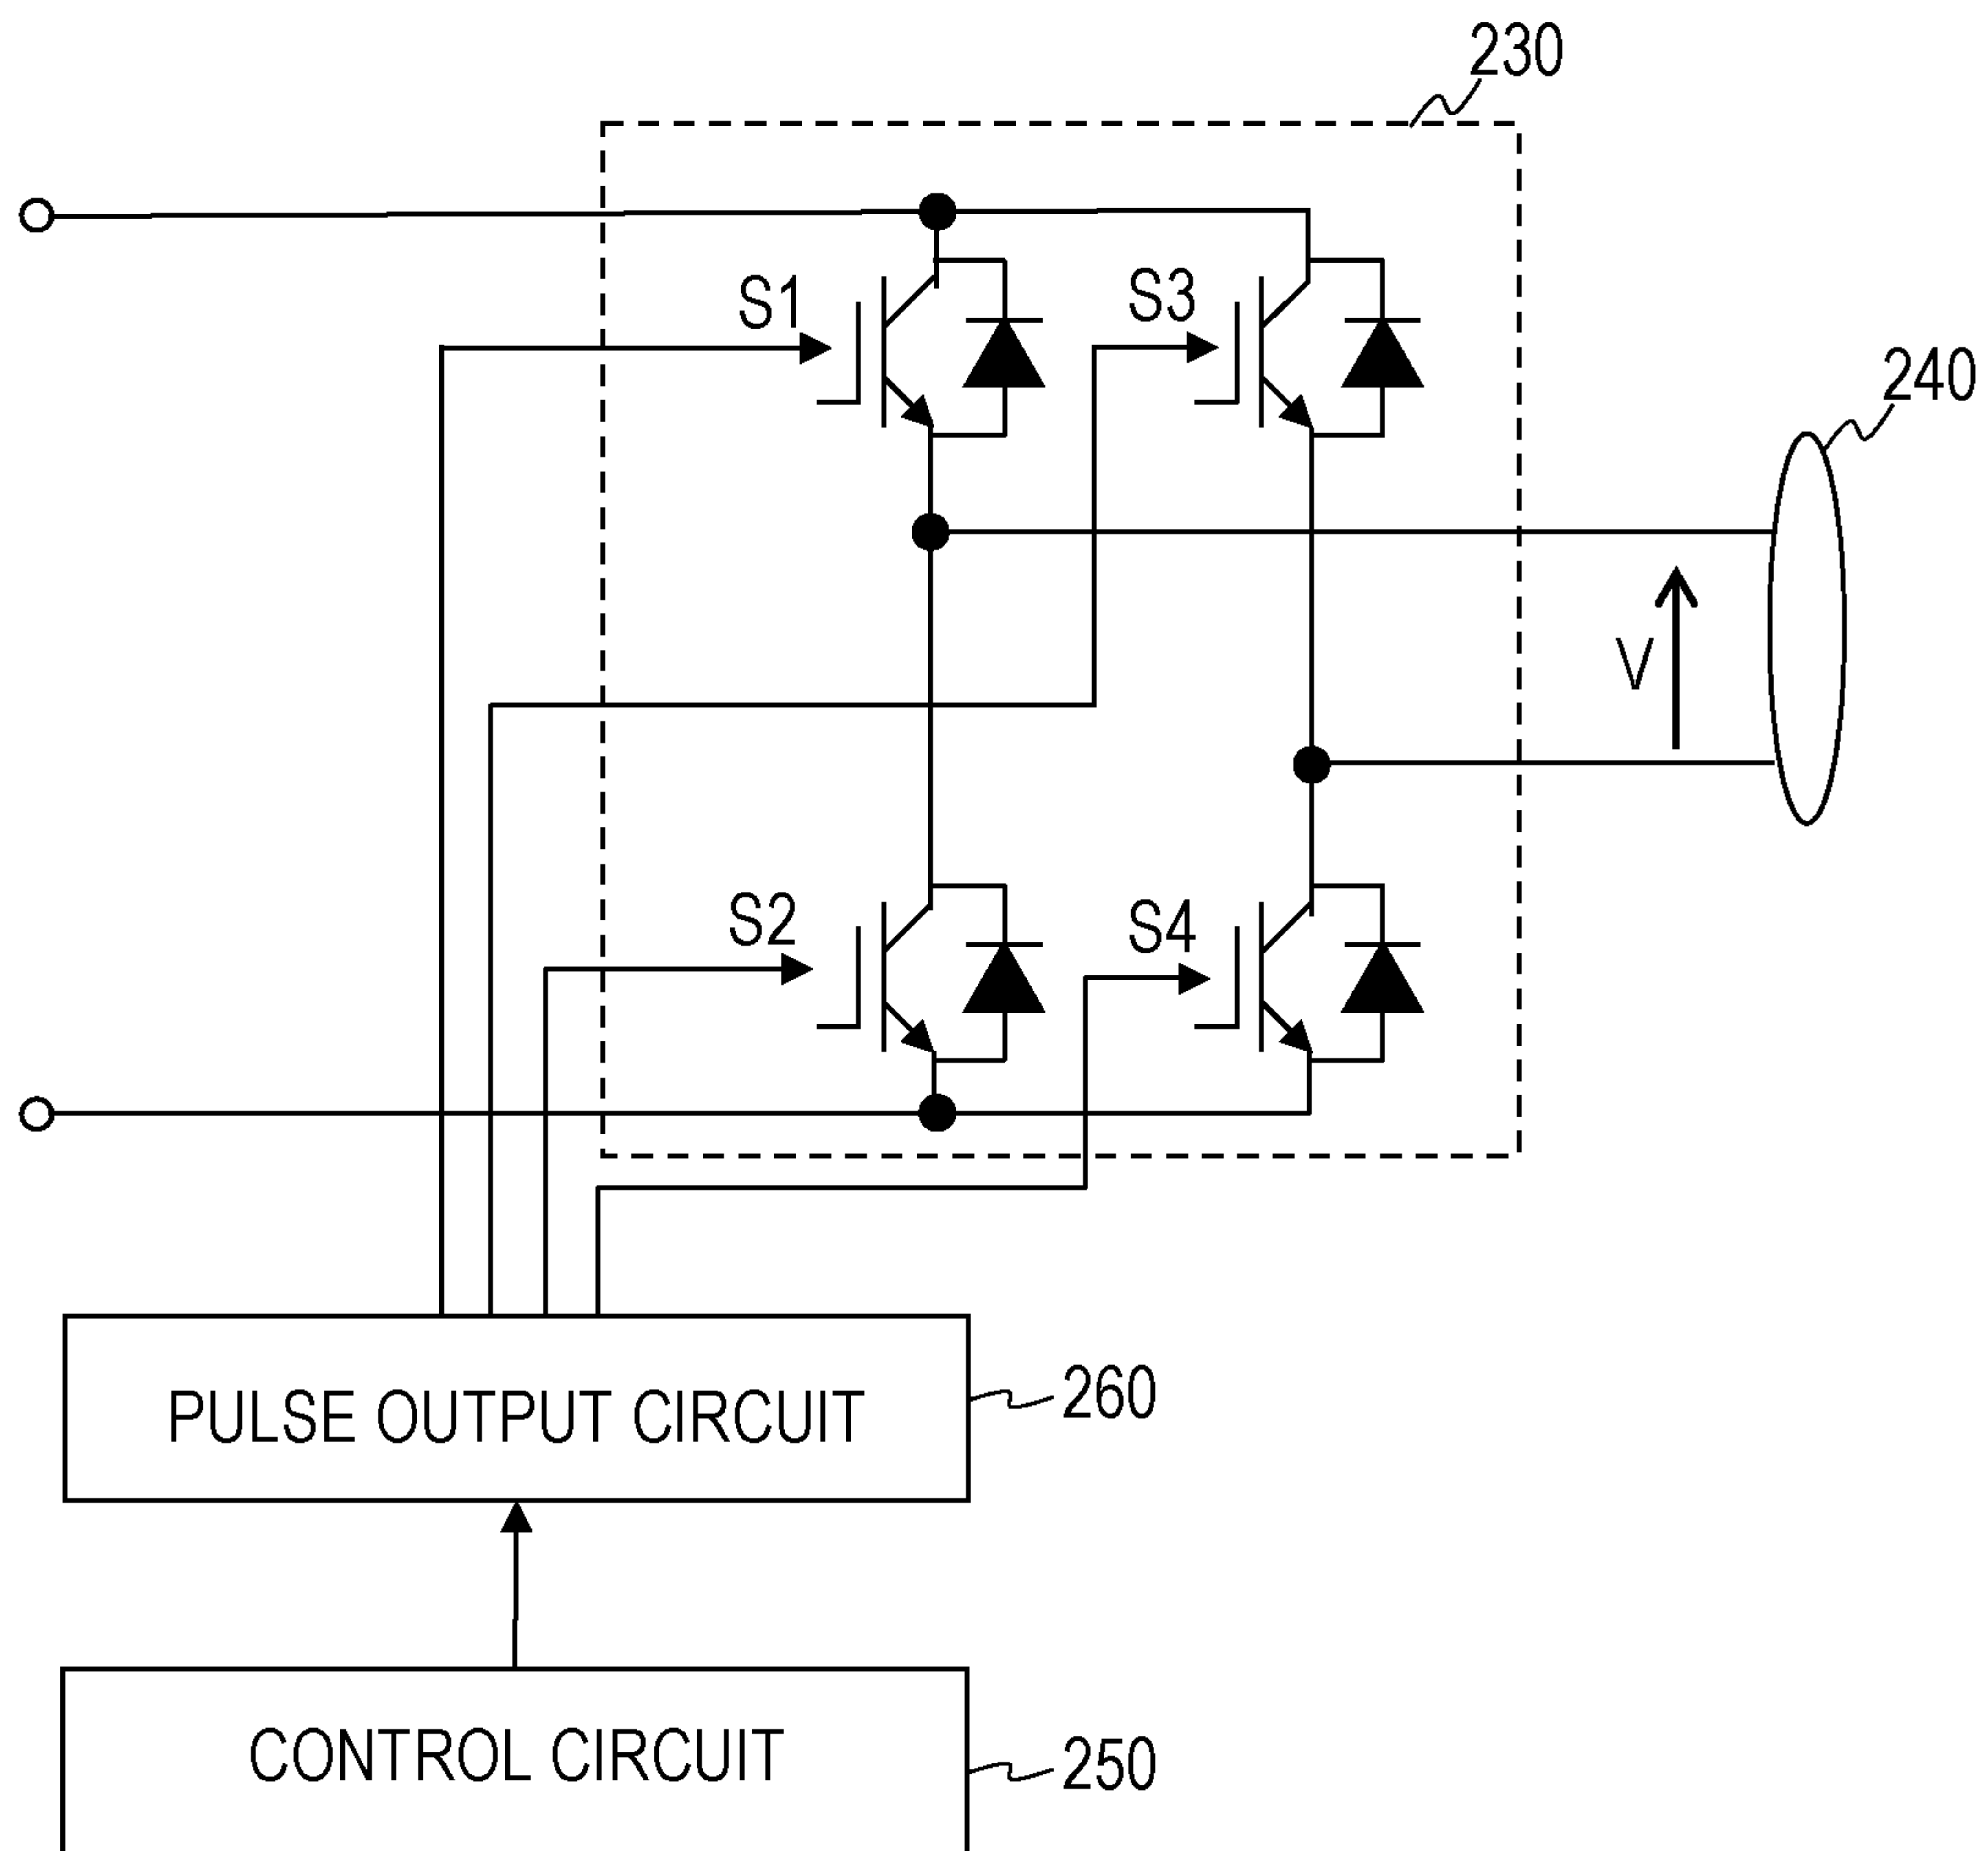 230
S1
S3
240
V
S2
S4
PULSE OUTPUT CIRCUIT
260
CONTROL CIRCUIT
250